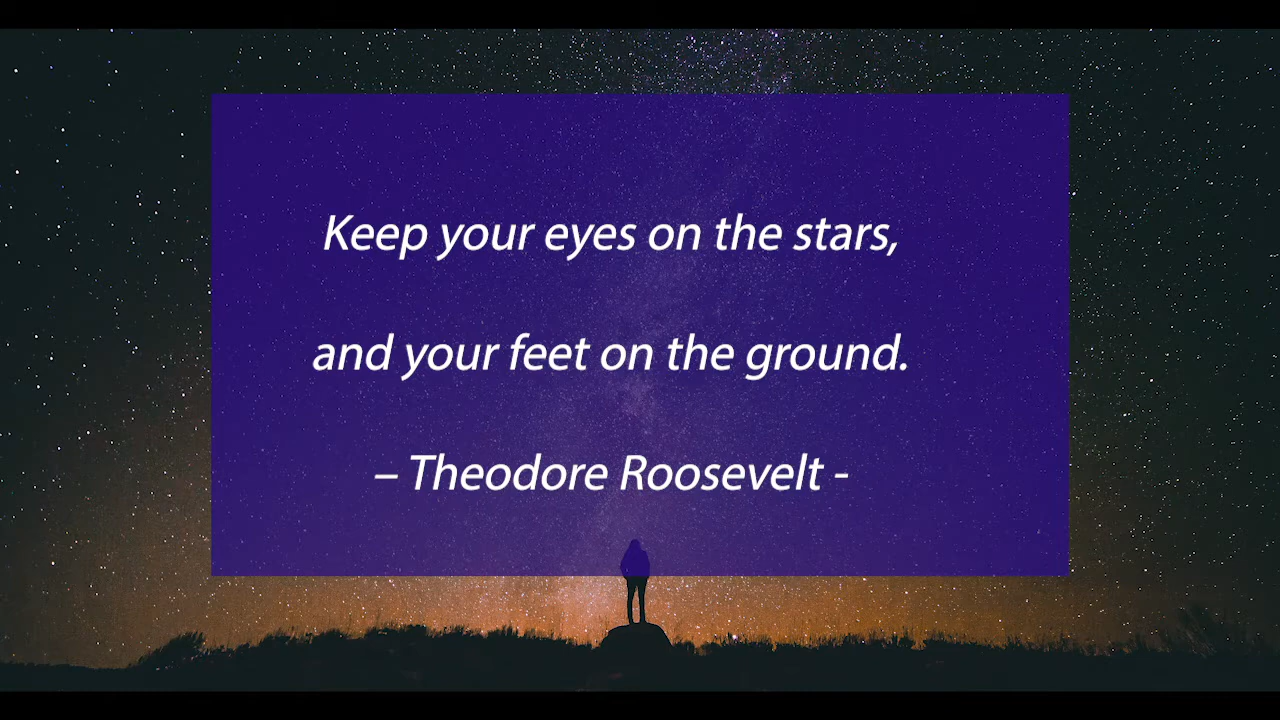 Keep your eyes on the stars,
and your feet on the ground.
– Theodore Roosevelt -